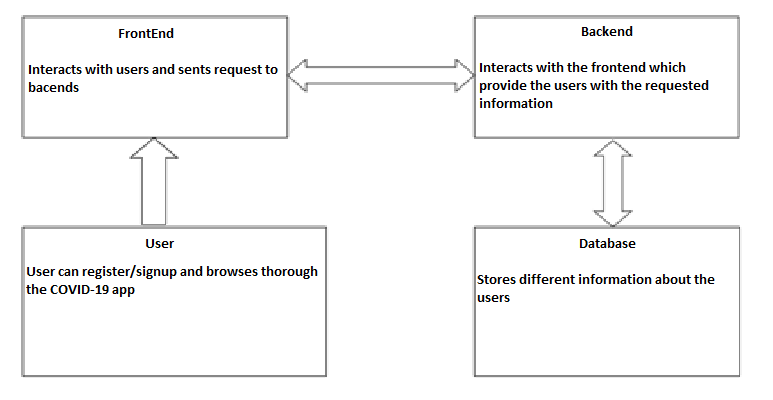 FrontEnd
Interacts with users and sents request to
bacends
Backend
Interacts with the frontend which
provide the users with the requested
information
User
User can register/signup and browses thorough
the COVID-19 app
Database
Stores different information about the
users